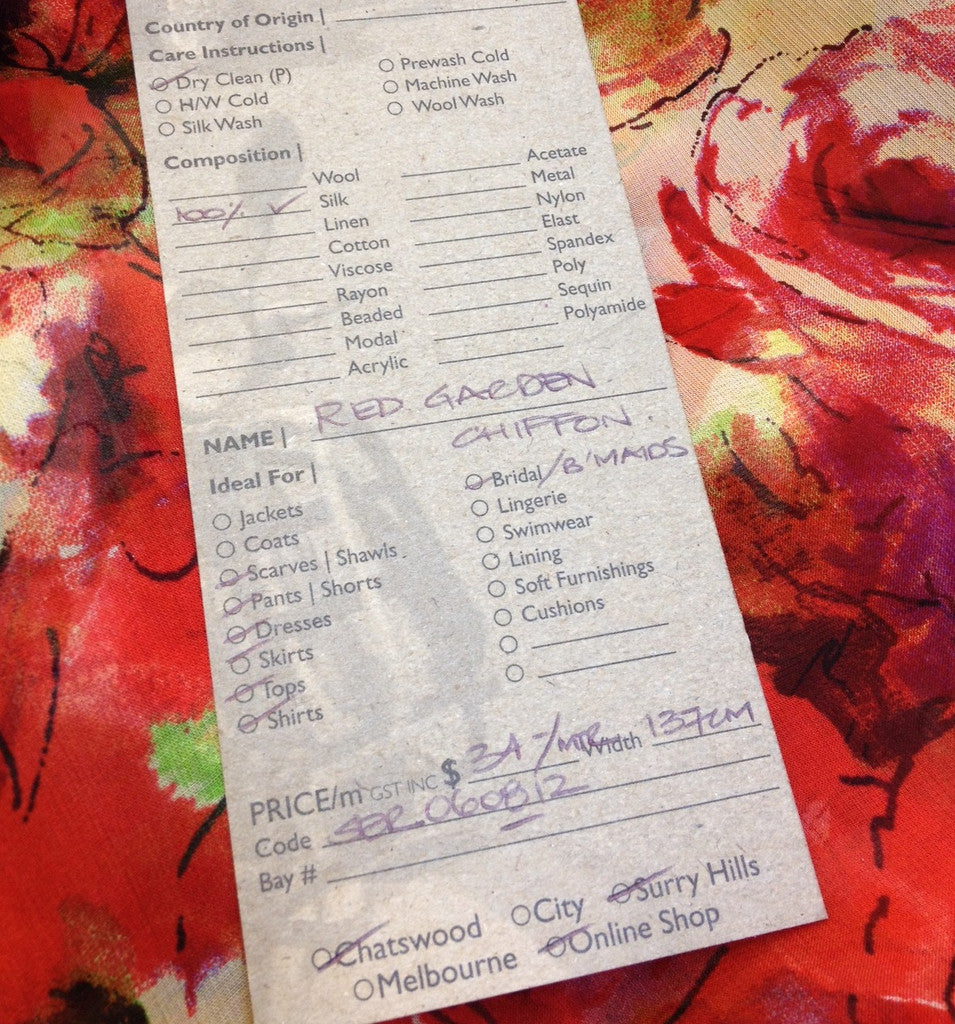 Country of Origin |
Care Instructions |
Dry Clean (P) Prewash Cold
H/W Cold Machine Wash
Silk Wash Wool Wash
Composition |
Wool Acetate
100% ✓ Silk Metal
Linen Nylon
Cotton Elast
Viscose Spandex
Rayon Poly
Beaded Sequin
Modal Polyamide
Acrylic
NAME | RED GARDEN
CHIFFON.
Ideal For | Bridal/B'MAIDS
Jackets Lingerie
Coats Swimwear
Scarves | Shawls Lining
Pants | Shorts Soft Furnishings
Dresses Cushions
Skirts
Tops
Shirts
PRICE/m GST INC $ /MTR Width 137CM
Code 060812
Bay #
Chatswood City Surry Hills
Melbourne Online Shop